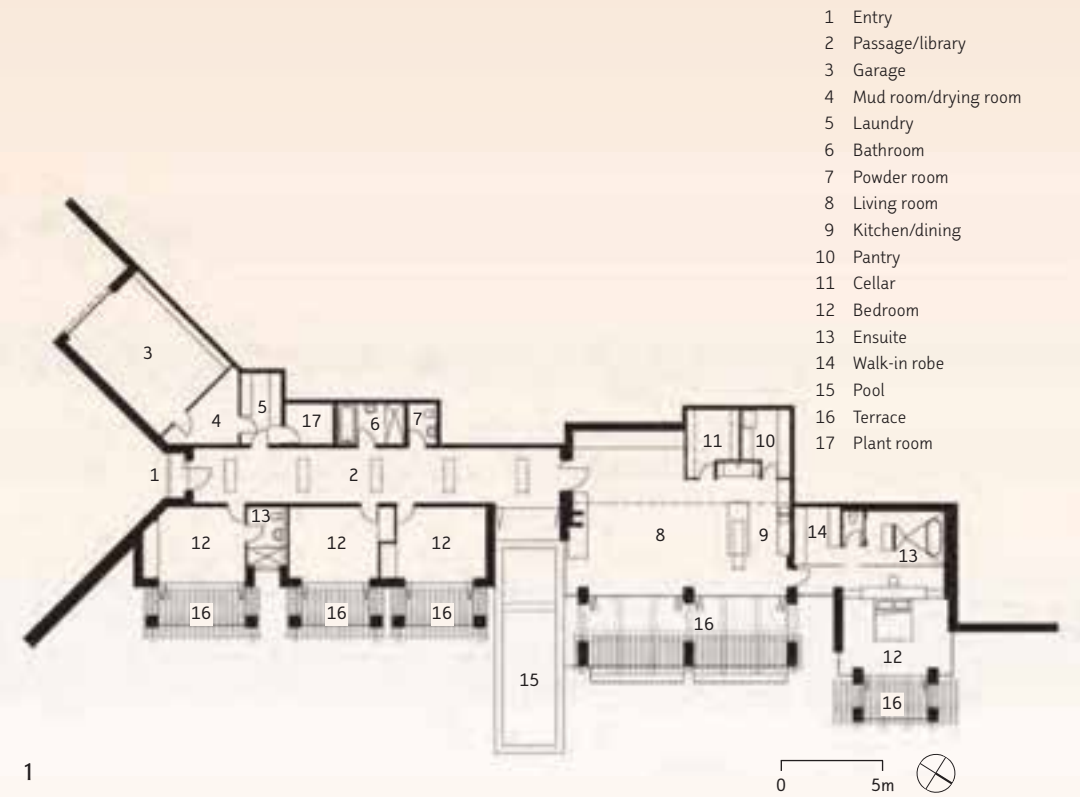 1 Entry
2 Passage/library
3 Garage
4 Mud room/drying room
5 Laundry
6 Bathroom
7 Powder room
8 Living room
9 Kitchen/dining
10 Pantry
11 Cellar
12 Bedroom
13 Ensuite
14 Walk-in robe
15 Pool
16 Terrace
17 Plant room
3
4
5
17
6
7
11
10
1
2
13
12
12
12
8
9
14
13
16
16
16
16
12
15
16
1
0 5m